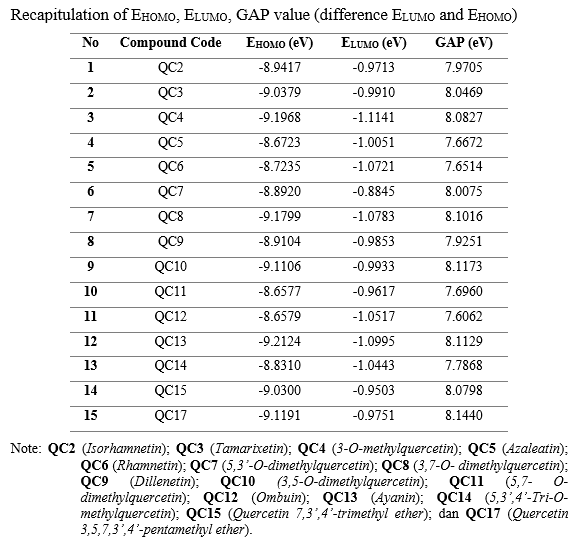 Recapitulation of EHOMO, ELUMO, GAP value (difference ELUMO and EHOMO)
No Compound Code EHOMO (eV) ELUMO (eV) GAP (eV)
1 QC2 -8.9417 -0.9713 7.9705
2 QC3 -9.0379 -0.9910 8.0469
3 QC4 -9.1968 -1.1141 8.0827
4 QC5 -8.6723 -1.0051 7.6672
5 QC6 -8.7235 -1.0721 7.6514
6 QC7 -8.8920 -0.8845 8.0075
7 QC8 -9.1799 -1.0783 8.1016
8 QC9 -8.9104 -0.9853 7.9251
9 QC10 -9.1106 -0.9933 8.1173
10 QC11 -8.6577 -0.9617 7.6960
11 QC12 -8.6579 -1.0517 7.6062
12 QC13 -9.2124 -1.0995 8.1129
13 QC14 -8.8310 -1.0443 7.7868
14 QC15 -9.0300 -0.9503 8.0798
15 QC17 -9.1191 -0.9751 8.1440
Note: QC2 (Isorhamnetin); QC3 (Tamarixetin); QC4 (3-O-methylquercetin); QC5 (Azaleatin);
QC6 (Rhamnetin); QC7 (5,3'-O-dimethylquercetin); QC8 (3,7-O- dimethylquercetin);
QC9 (Dillenetin); QC10 (3,5-O-dimethylquercetin); QC11 (5,7- O-
dimethylquercetin); QC12 (Ombuin); QC13 (Ayanin); QC14 (5,3',4'-Tri-O-
methylquercetin); QC15 (Quercetin 7,3',4'-trimethyl ether); dan QC17 (Quercetin
3,5,7,3',4'-pentamethyl ether).